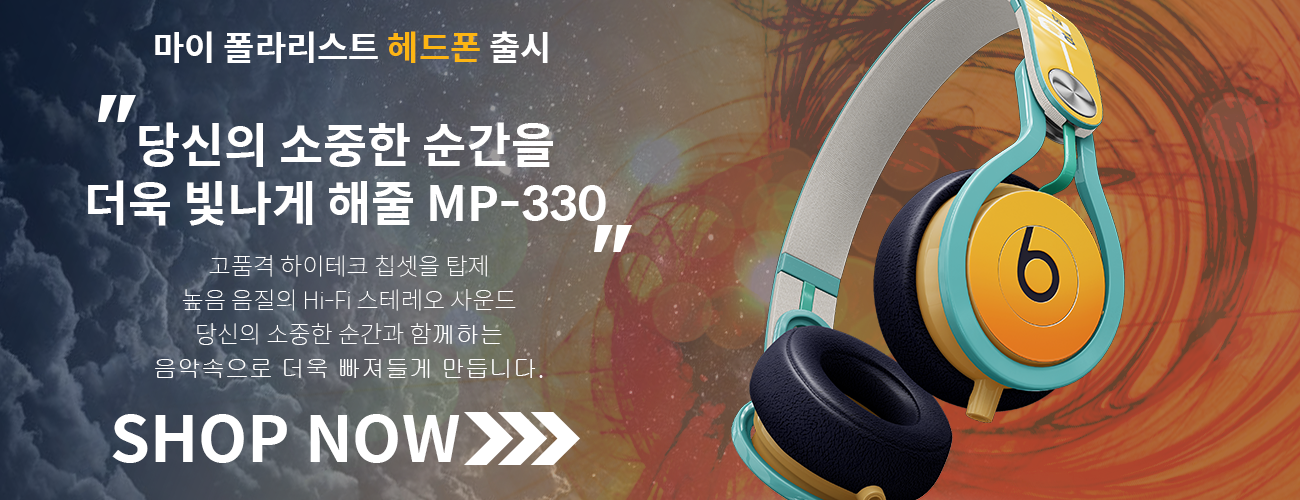 마이 폴라리스트 헤드폰 출시
"당신의 소중한 순간을
더욱 빛나게 해줄 MP-330"
고품격 하이테크 칩셋을 탑제
높음 음질의 Hi-Fi 스테레오 사운드
당신의 소중한 순간과 함께하는
음악속으로 더욱 빠져들게 만듭니다.
SHOP NOW
b